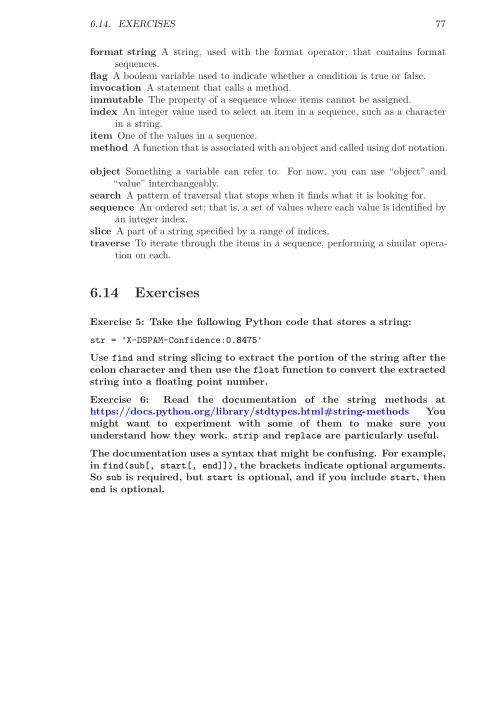 6.14. EXERCISES 77
format string A string, used with the format operator, that contains format
sequences.
flag A boolean variable used to indicate whether a condition is true or false.
invocation A statement that calls a method.
immutable The property of a sequence whose items cannot be assigned.
index An integer value used to select an item in a sequence, such as a character
in a string.
item One of the values in a sequence.
method A function that is associated with an object and called using dot notation.
object Something a variable can refer to. For now, you can use “object” and
“value” interchangeably.
search A pattern of traversal that stops when it finds what it is looking for.
sequence An ordered set; that is, a set of values where each value is identified by
an integer index.
slice A part of a string specified by a range of indices.
traverse To iterate through the items in a sequence, performing a similar opera-
tion on each.
6.14 Exercises
Exercise 5: Take the following Python code that stores a string:
str = 'X-DSPAM-Confidence:0.8475'
Use find and string slicing to extract the portion of the string after the
colon character and then use the float function to convert the extracted
string into a floating point number.
Exercise 6: Read the documentation of the string methods at
https://docs.python.org/library/stdtypes.html#string-methods You
might want to experiment with some of them to make sure you
understand how they work. strip and replace are particularly useful.
The documentation uses a syntax that might be confusing. For example,
in find(sub[, start[, end]]), the brackets indicate optional arguments.
So sub is required, but start is optional, and if you include start, then
end is optional.